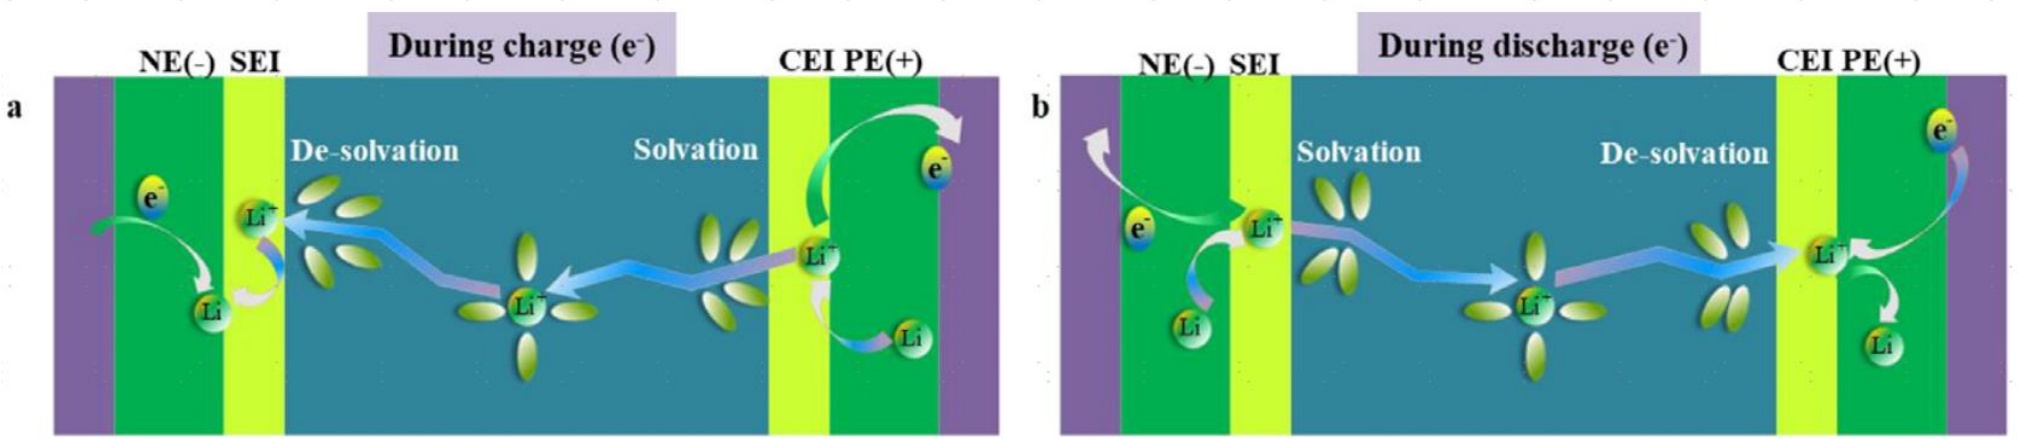 During charge (e⁻)
NE(-) SEI
CEI PE(+)
a
De-solvation
Solvation
e⁻
e⁻
Li⁺
Li⁺
Li⁺
Li
Li
During discharge (e⁻)
NE(-) SEI
CEI PE(+)
b
Solvation
De-solvation
e⁻
e⁻
Li⁺
Li⁺
Li⁺
Li
Li